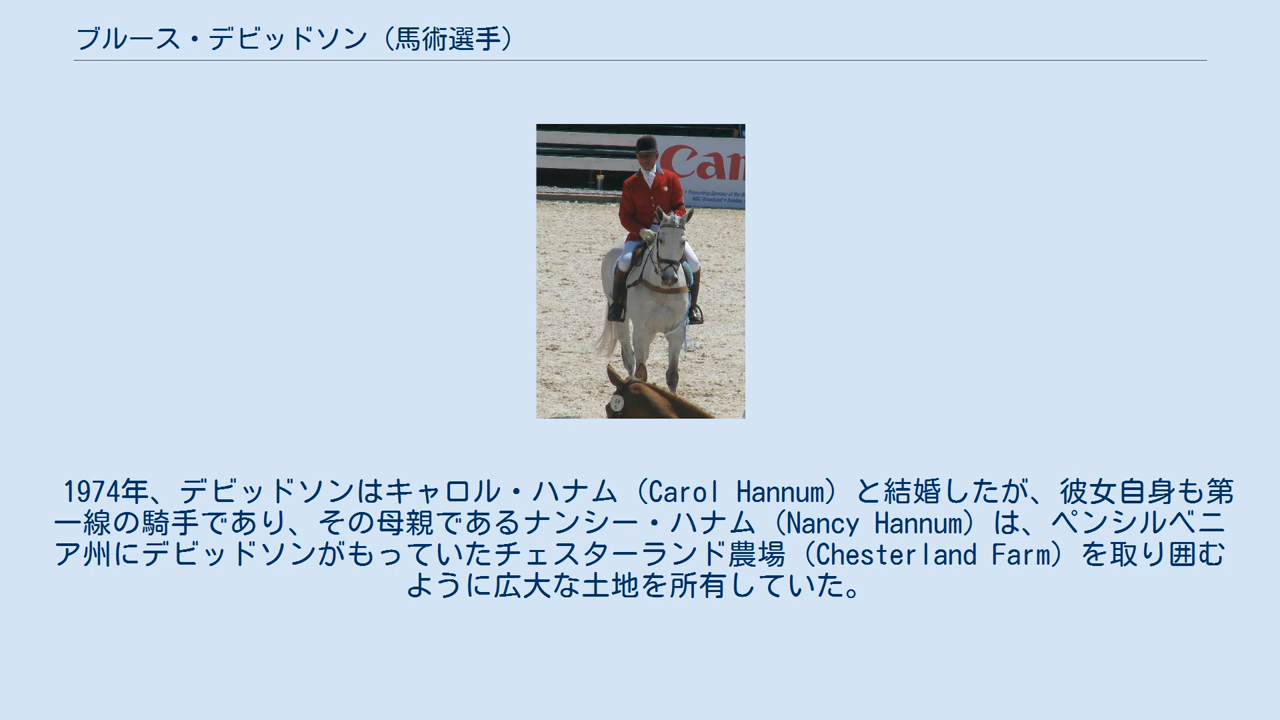 ブルース・デビッドソン（馬術選手）
Can
1974年、デビッドソンはキャロル・ハナム（Carol Hannum）と結婚したが、彼女自身も第
一線の騎手であり、その母親であるナンシー・ハナム（Nancy Hannum）は、ペンシルベニ
ア州にデビッドソンがもっていたチェスターランド農場（Chesterland Farm）を取り囲む
ように広大な土地を所有していた。